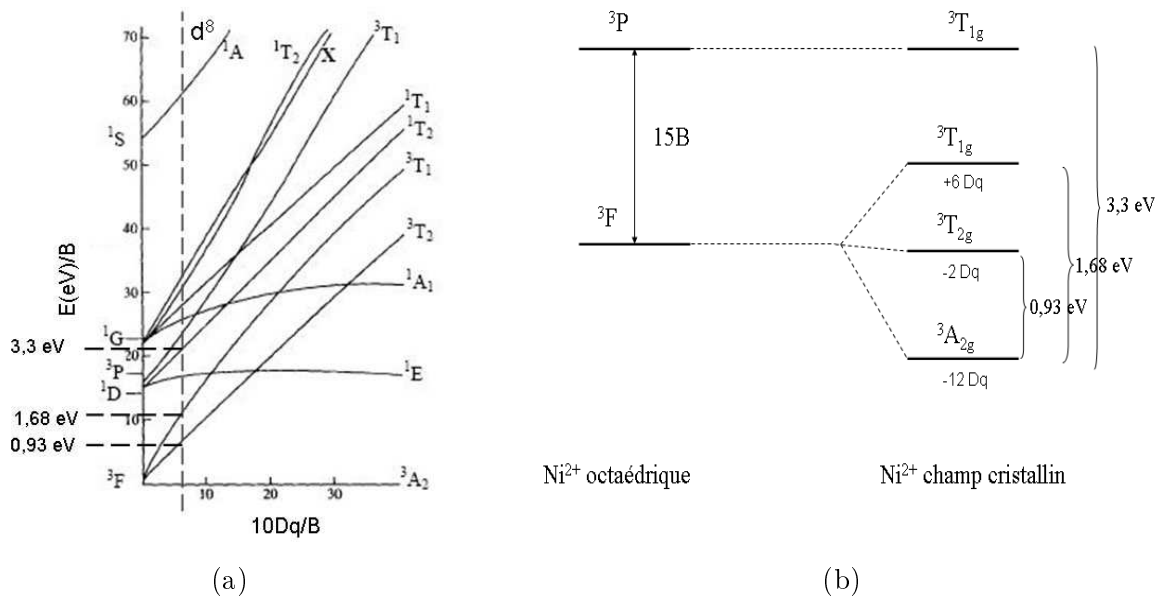 70
60
50
40
30
20
10
d⁸
¹A
¹T₂
X
³T₁
¹T₁
¹T₂
³T₁
³T₂
¹A₁
¹E
³A₂
¹S
¹G
³P
¹D
³F
3,3 eV
1,68 eV
0,93 eV
E(eV)/B
10 20 30
10Dq/B
(a)
³P
³T₁g
15B
³T₁g
+6 Dq
³F
³T₂g
-2 Dq
³A₂g
-12 Dq
0,93 eV
1,68 eV
3,3 eV
Ni²⁺ octaédrique
Ni²⁺ champ cristallin
(b)